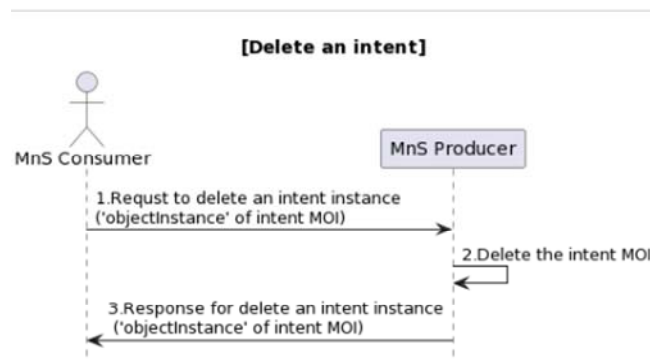 [Delete an intent]
MnS Consumer
MnS Producer
1.Requst to delete an intent instance
('objectInstance' of intent MOI)
2.Delete the intent MOI
3.Response for delete an intent instance
('objectInstance' of intent MOI)